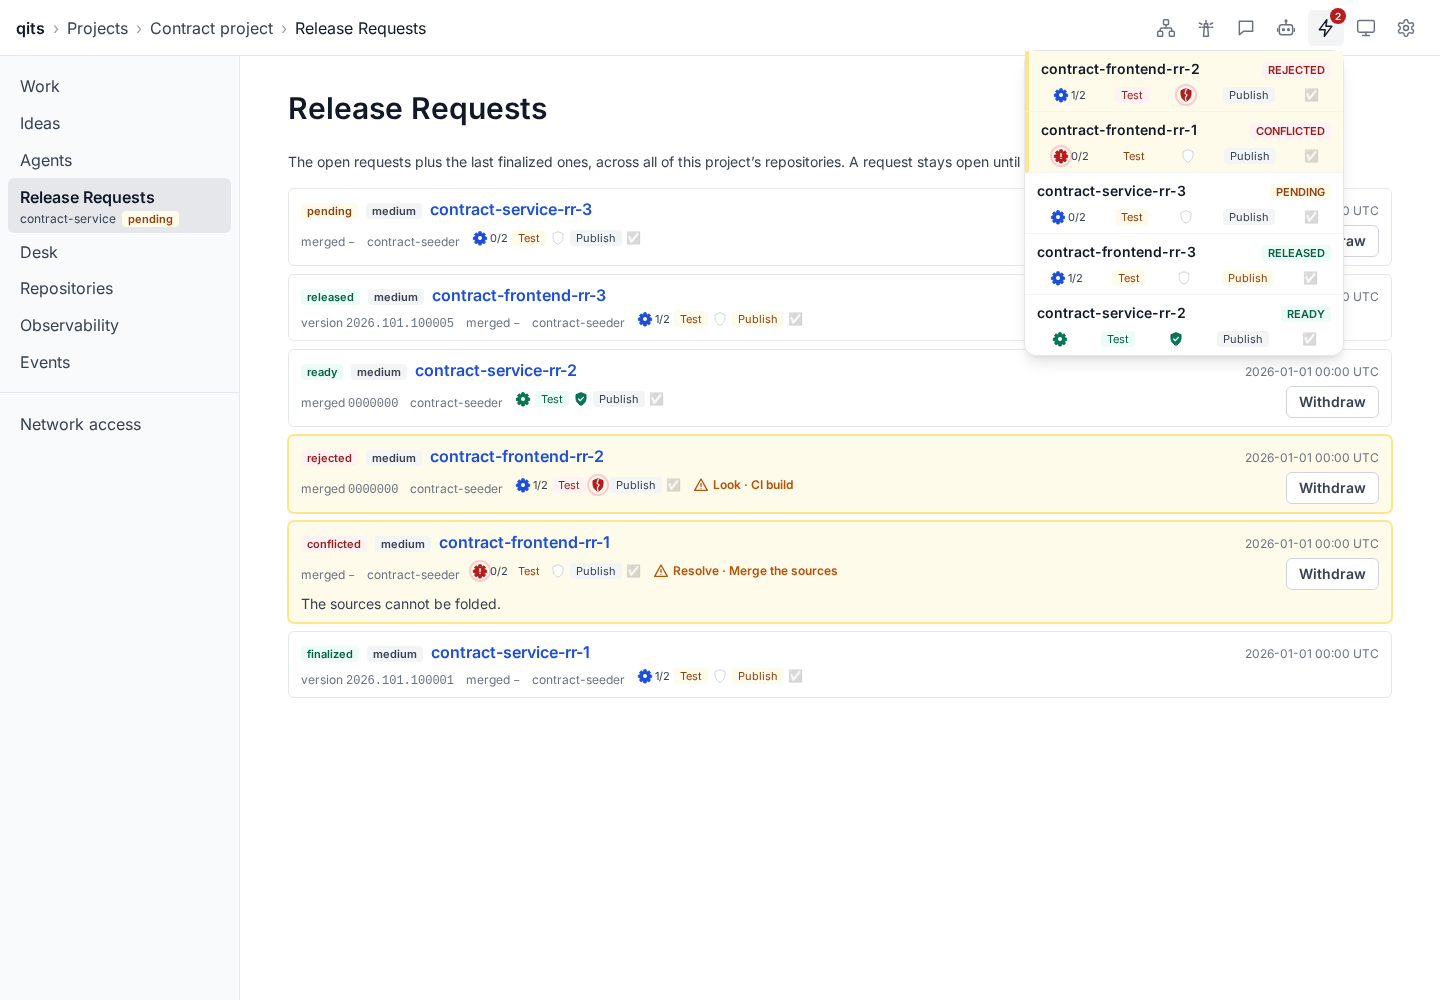 qits › Projects › Contract project › Release Requests
2
Work
Ideas
Agents
Release Requests
contract-service pending
Desk
Repositories
Observability
Events
Network access
Release Requests
The open requests plus the last finalized ones, across all of this project's repositories. A request stays open until
pending medium contract-service-rr-3
0 UTC
merged – contract-seeder 0/2 Test Publish
raw
released medium contract-frontend-rr-3
0 UTC
version 2026.101.100005 merged – contract-seeder 1/2 Test Publish
ready medium contract-service-rr-2
2026-01-01 00:00 UTC
merged 0000000 contract-seeder Test Publish
Withdraw
rejected medium contract-frontend-rr-2
2026-01-01 00:00 UTC
merged 0000000 contract-seeder 1/2 Test Publish Look · CI build
Withdraw
conflicted medium contract-frontend-rr-1
2026-01-01 00:00 UTC
merged – contract-seeder 0/2 Test Publish Resolve · Merge the sources
Withdraw
The sources cannot be folded.
finalized medium contract-service-rr-1
2026-01-01 00:00 UTC
version 2026.101.100001 merged – contract-seeder 1/2 Test Publish
contract-frontend-rr-2 REJECTED
1/2 Test Publish
contract-frontend-rr-1 CONFLICTED
0/2 Test Publish
contract-service-rr-3 PENDING
0/2 Test Publish
contract-frontend-rr-3 RELEASED
1/2 Test Publish
contract-service-rr-2 READY
Test Publish